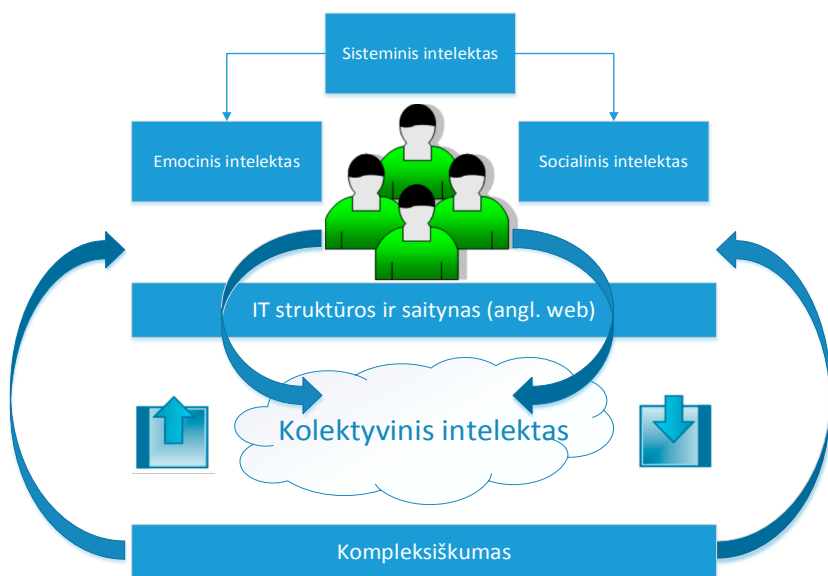 Sisteminis intelektas
Emocinis intelektas
Socialinis intelektas
IT struktūros ir saitynas (angl. web)
Kolektyvinis intelektas
Kompleksiškumas